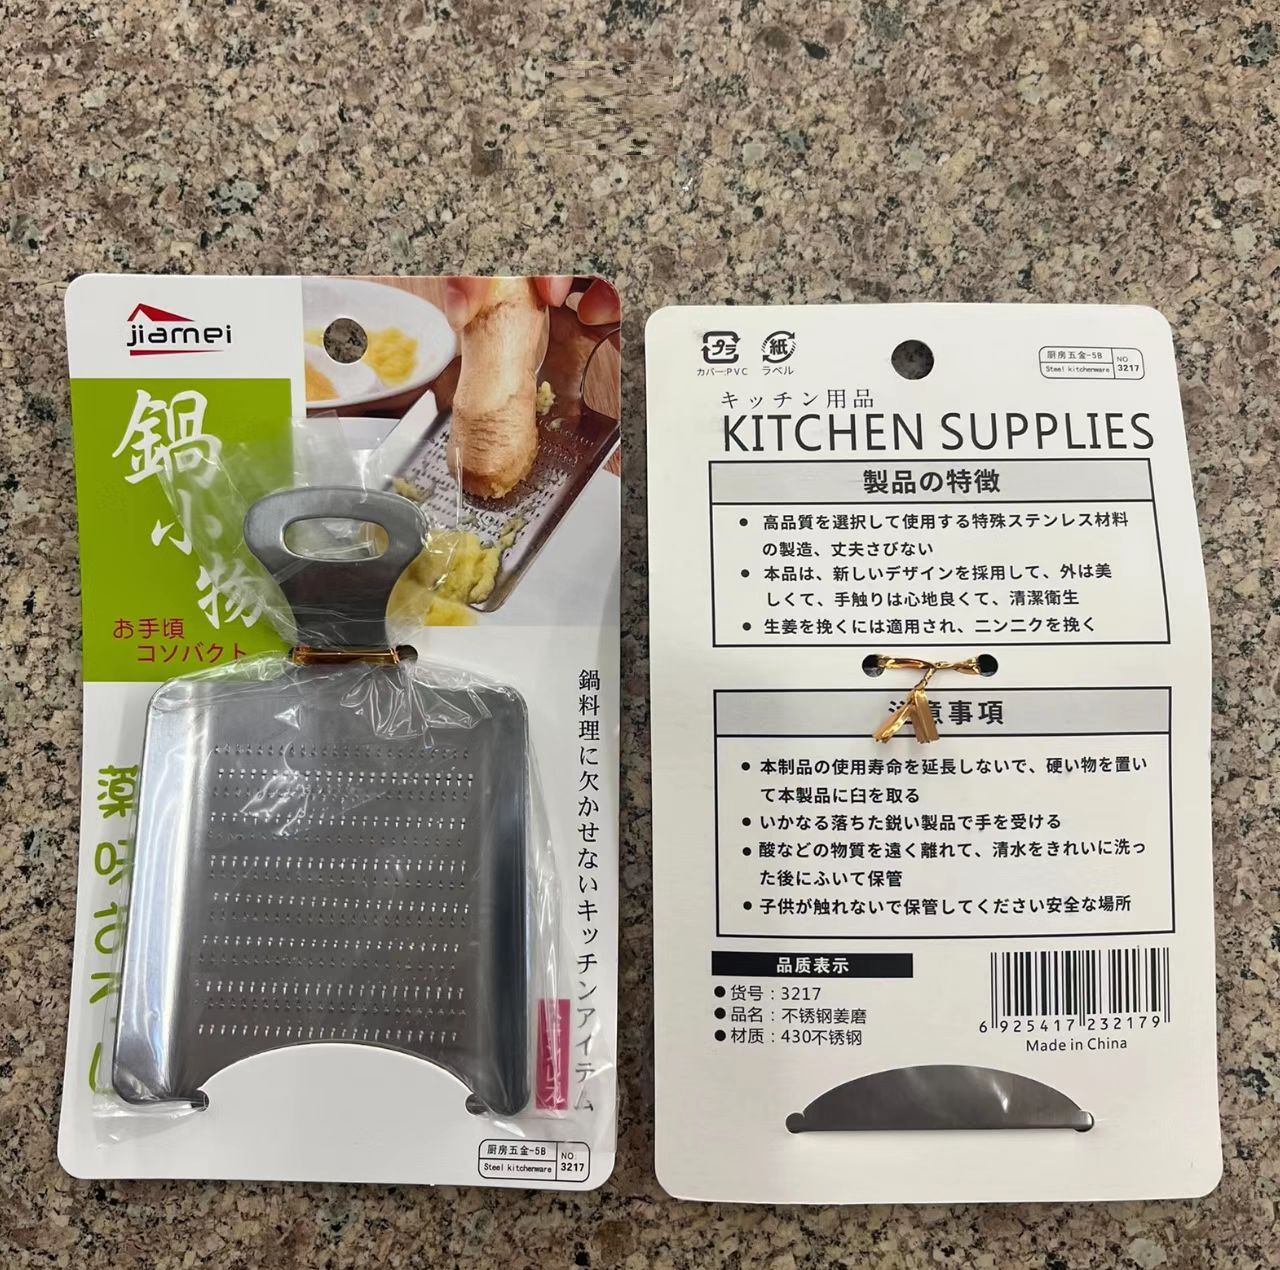 jiamei
鍋小物
お手頃
コソバクト
鍋料理に欠かせないキッチンアイテム
厨房五金-5B
Steel kitchenware
NO:
3217
プラ
カバー:PVC
紙
ラベル
厨房五金-5B
Steel kitchenware
NO:
3217
キッチン用品
KITCHEN SUPPLIES
製品の特徴
● 高品質を選択して使用する特殊ステンレス材料
の製造、丈夫さびない
● 本品は、新しいデザインを採用して、外は美
しくて、手触りは心地良くて、清潔衛生
● 生姜を挽くには適用され、ニンニクを挽く
意事項
● 本制品の使用寿命を延長しないで、硬い物を置い
て本製品に臼を取る
● いかなる落ちた鋭い製品で手を受ける
● 酸などの物質を遠く離れて、清水をきれいに洗っ
た後にふいて保管
● 子供が触れないで保管してください安全な場所
品质表示
● 货号：3217
● 品名：不锈钢姜磨
● 材质：430不锈钢
6 925417 232179
Made in China